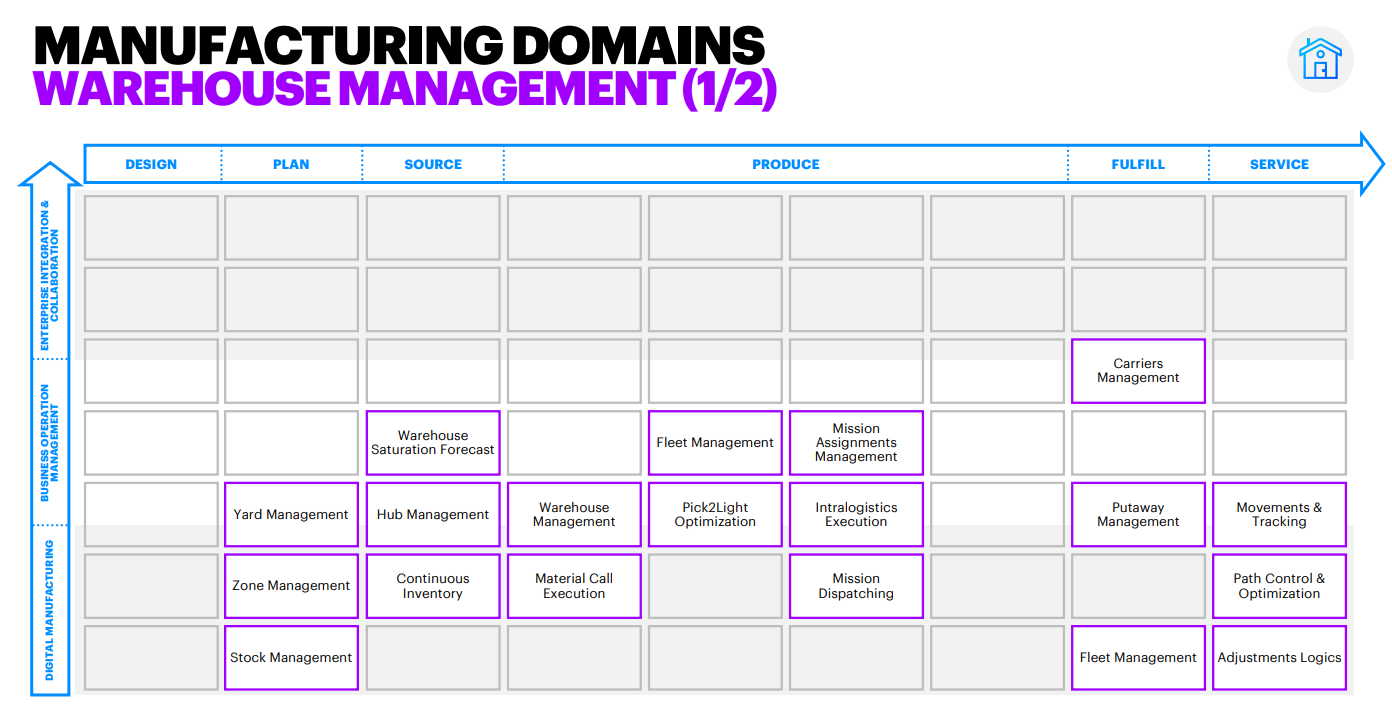 MANUFACTURING DOMAINS
WAREHOUSE MANAGEMENT (1/2)
DESIGN
PLAN
SOURCE
PRODUCE
FULFILL
SERVICE
ENTERPRISE INTEGRATION &
COLLABORATION
Carriers
Management
BUSINESS OPERATION
MANAGEMENT
Warehouse
Saturation Forecast
Fleet Management
Mission
Assignments
Management
Yard Management
Hub Management
Warehouse
Management
Pick2Light
Optimization
Intralogistics
Execution
Putaway
Management
Movements &
Tracking
DIGITAL MANUFACTURING
Zone Management
Continuous
Inventory
Material Call
Execution
Mission
Dispatching
Path Control &
Optimization
Stock Management
Fleet Management
Adjustments Logics